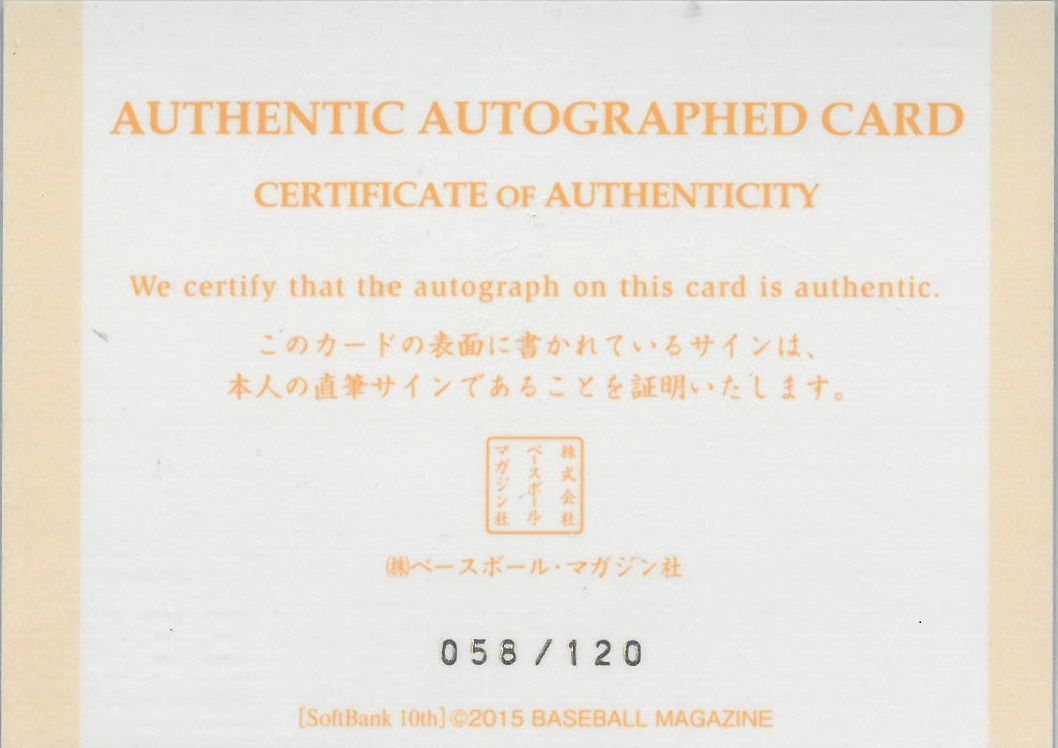 AUTHENTIC AUTOGRAPHED CARD
CERTIFICATE OF AUTHENTICITY
We certify that the autograph on this card is authentic.
このカードの表面に書かれているサインは、
本人の直筆サインであることを証明いたします。
株式会社
ベースボール・
マガジン社
㈱ベースボール・マガジン社
058/120
[SoftBank 10th]©2015 BASEBALL MAGAZINE